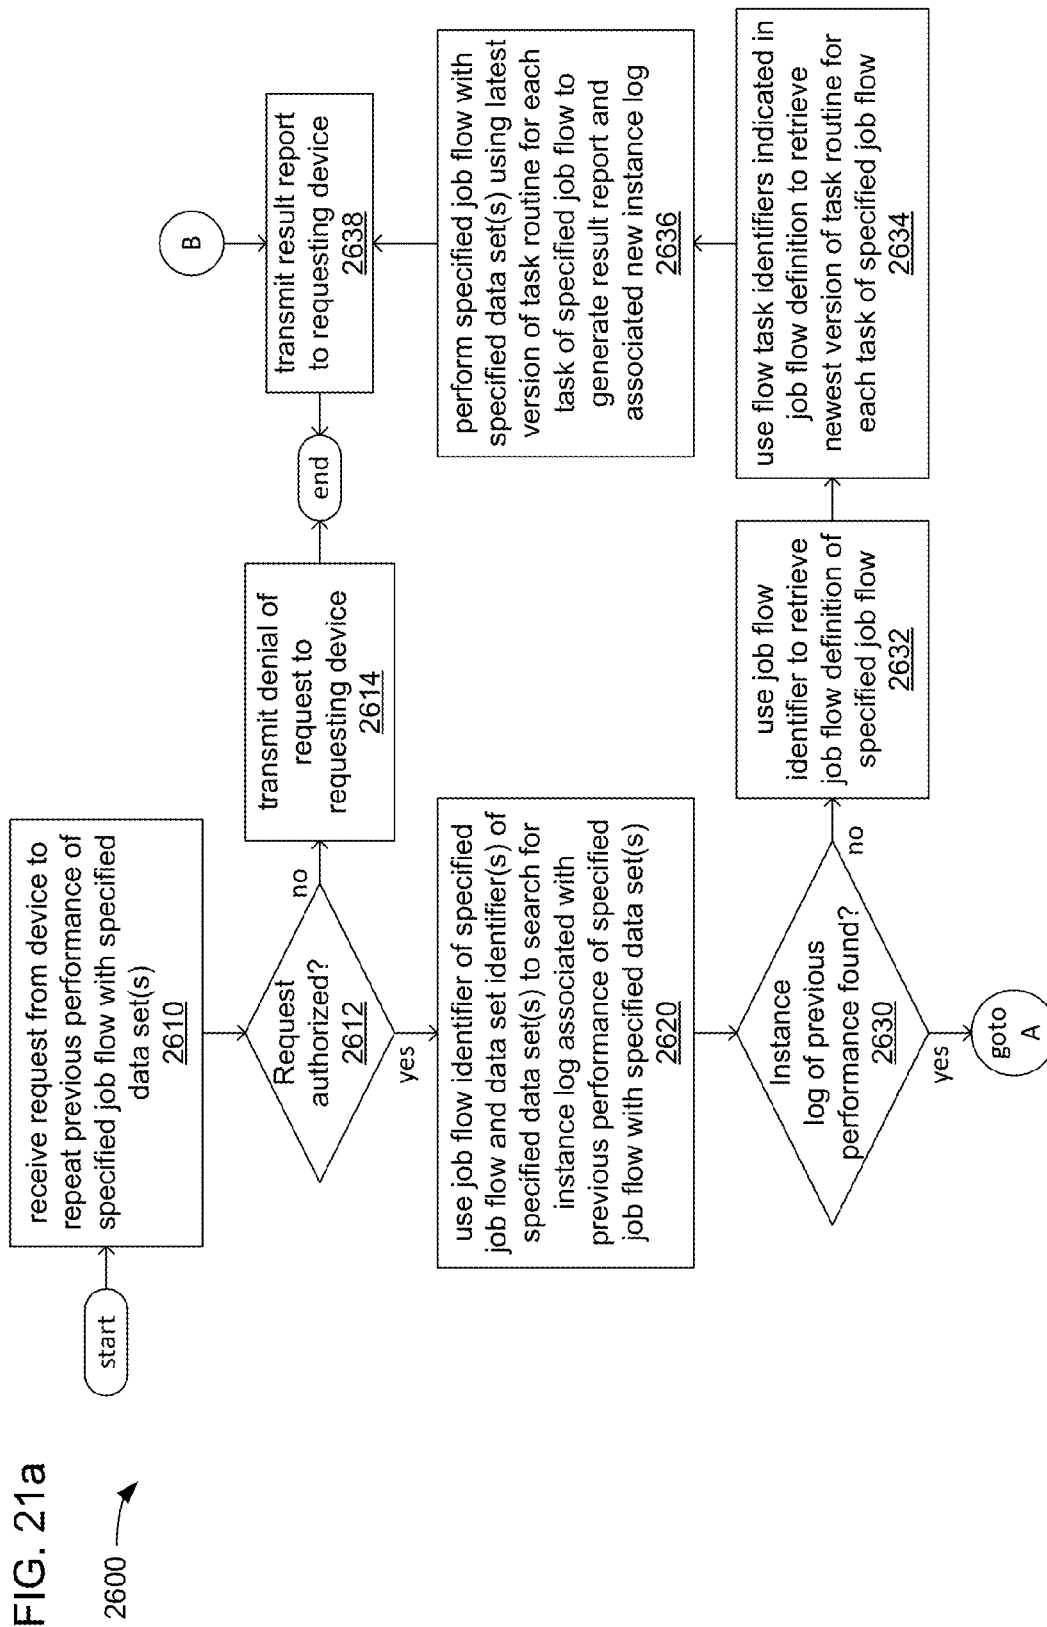 FIG. 21a
2600
start
receive request from device to
repeat previous performance of
specified job flow with specified
data set(s)
2610
Request
authorized?
2612
no
yes
transmit denial of
request to
requesting device
2614
end
use job flow identifier of specified
job flow and data set identifier(s) of
specified data set(s) to search for
instance log associated with
previous performance of specified
job flow with specified data set(s)
2620
Instance
log of previous
performance found?
2630
no
yes
goto
A
use job flow
identifier to retrieve
job flow definition of
specified job flow
2632
use flow task identifiers indicated in
job flow definition to retrieve
newest version of task routine for
each task of specified job flow
2634
perform specified job flow with
specified data set(s) using latest
version of task routine for each
task of specified job flow to
generate result report and
associated new instance log
2636
B
transmit result report
to requesting device
2638